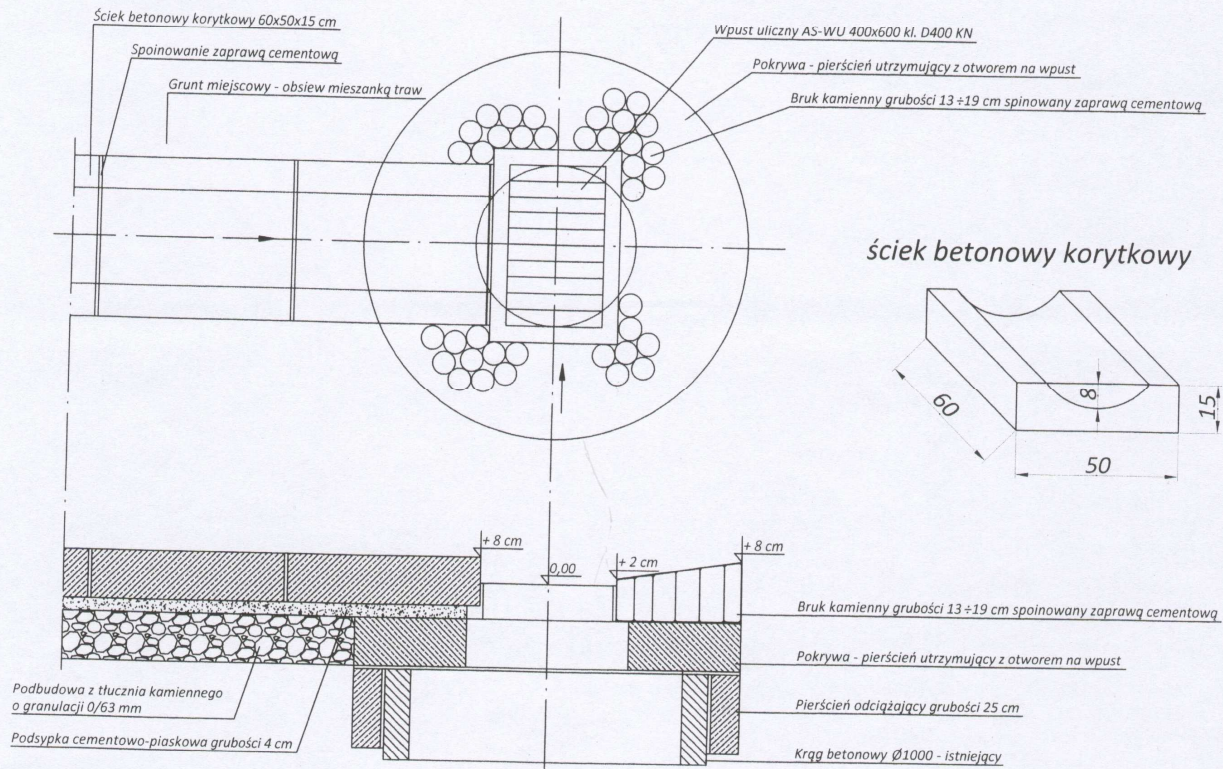 Ściek betonowy korytkowy 60x50x15 cm
Spoinowanie zaprawą cementową
Grunt miejscowy - obsiew mieszanką traw
Wpust uliczny AS-WU 400x600 kl. D400 KN
Pokrywa - pierścień utrzymujący z otworem na wpust
Bruk kamienny grubości 13÷19 cm spinowany zaprawą cementową
ściek betonowy korytkowy
8
15
60
50
+ 8 cm
0,00
+ 2 cm
+ 8 cm
Bruk kamienny grubości 13÷19 cm spoinowany zaprawą cementową
Pokrywa - pierścień utrzymujący z otworem na wpust
Podbudowa z tłucznia kamiennego
o granulacji 0/63 mm
Pierścień odciążający grubości 25 cm
Podsypka cementowo-piaskowa grubości 4 cm
Krąg betonowy Ø1000 - istniejący